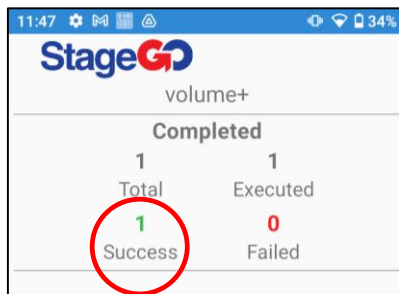 11:47 34%
StageGO
volume+
Completed
1 1
Total Executed
1 0
Success Failed